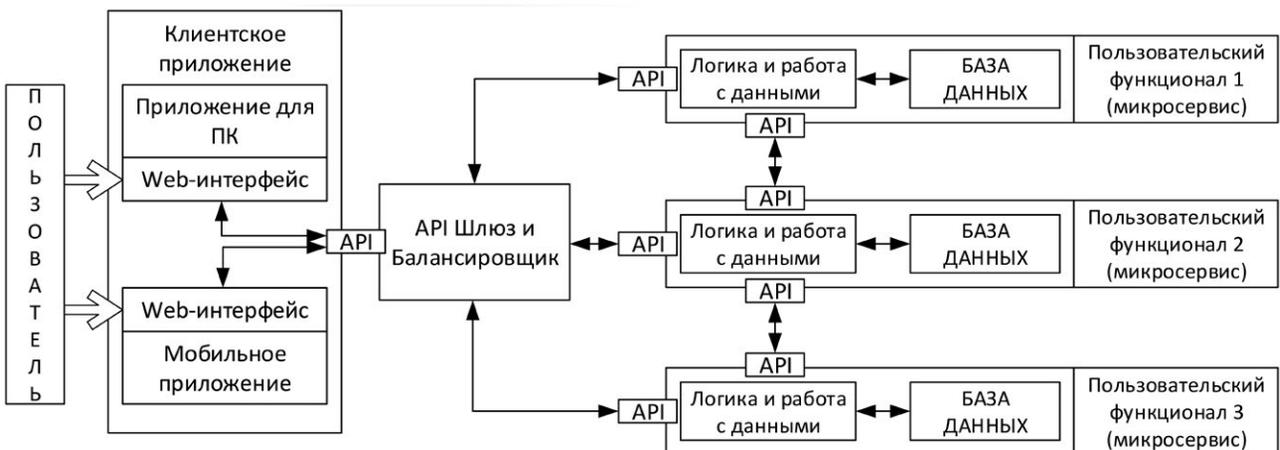 ПОЛЬЗОВАТЕЛЬ
Клиентское
приложение
Приложение для
ПК
Web-интерфейс
API
Web-интерфейс
Мобильное
приложение
API Шлюз и
Балансировщик
API
Логика и работа
с данными
БАЗА
ДАННЫХ
Пользовательский
функционал 1
(микросервис)
API
API
API
Логика и работа
с данными
БАЗА
ДАННЫХ
Пользовательский
функционал 2
(микросервис)
API
API
API
Логика и работа
с данными
БАЗА
ДАННЫХ
Пользовательский
функционал 3
(микросервис)